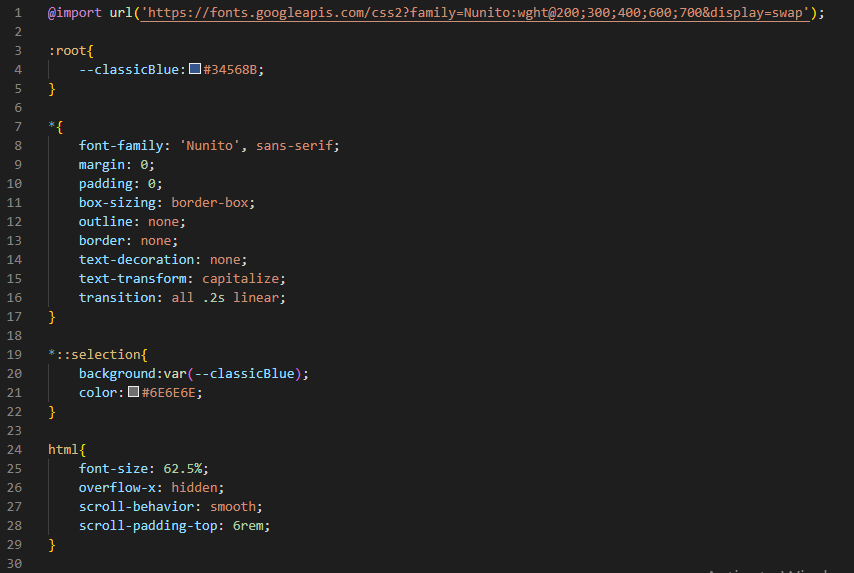 1 @import url('https://fonts.googleapis.com/css2?family=Nunito:wght@200;300;400;600;700&display=swap');
2
3 :root{
4 --classicBlue:#34568B;
5 }
6
7 *{
8 font-family: 'Nunito', sans-serif;
9 margin: 0;
10 padding: 0;
11 box-sizing: border-box;
12 outline: none;
13 border: none;
14 text-decoration: none;
15 text-transform: capitalize;
16 transition: all .2s linear;
17 }
18
19 *::selection{
20 background:var(--classicBlue);
21 color:#6E6E6E;
22 }
23
24 html{
25 font-size: 62.5%;
26 overflow-x: hidden;
27 scroll-behavior: smooth;
28 scroll-padding-top: 6rem;
29 }
30